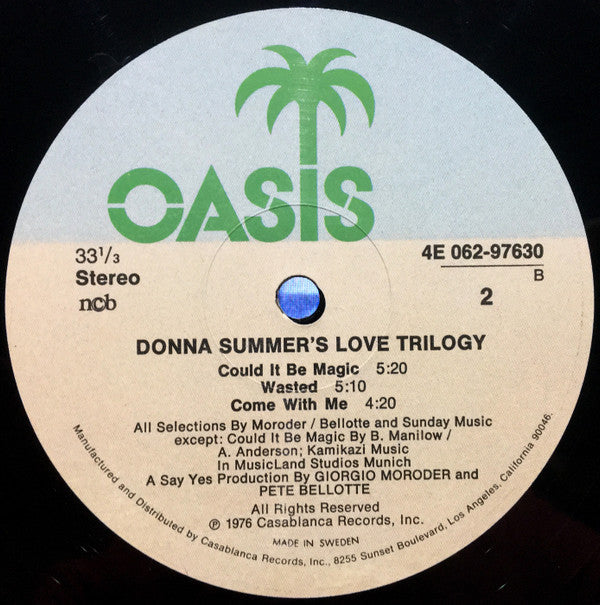 OASIS
33 1/3
Stereo
ncb
4E 062-97630
B
2
DONNA SUMMER'S LOVE TRILOGY
Could It Be Magic 5:20
Wasted 5:10
Come With Me 4:20
All Selections By Moroder / Bellotte and Sunday Music
except: Could It Be Magic By B. Manilow /
A. Anderson; Kamikazi Music
In MusicLand Studios Munich
A Say Yes Production By GIORGIO MORODER and
PETE BELLOTTE
All Rights Reserved
℗ 1976 Casablanca Records, Inc.
MADE IN SWEDEN
Manufactured and Distributed by Casablanca Records, Inc., 8255 Sunset Boulevard, Los Angeles, California 90046.